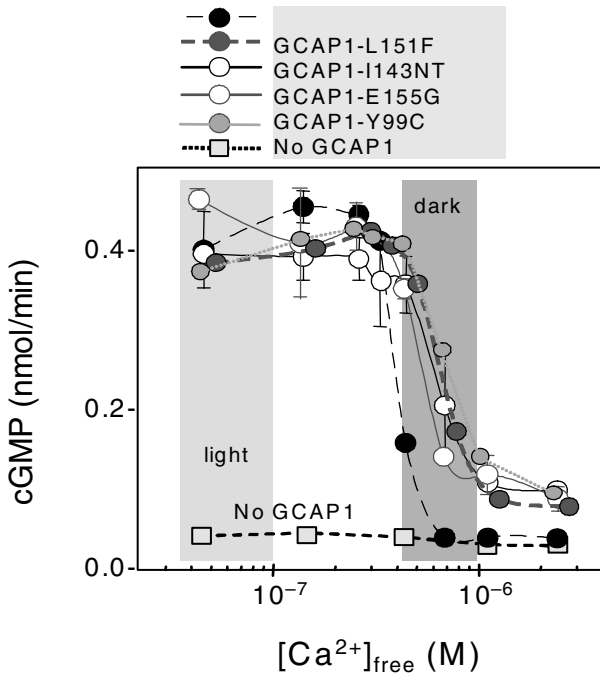 GCAP1-L151F
GCAP1-I143NT
GCAP1-E155G
GCAP1-Y99C
No GCAP1
dark
0.4-
cGMP (nmol/min)
0.2-
light
No GCAP1
0.0-
10⁻⁷
10⁻⁶
[Ca²⁺]free (M)